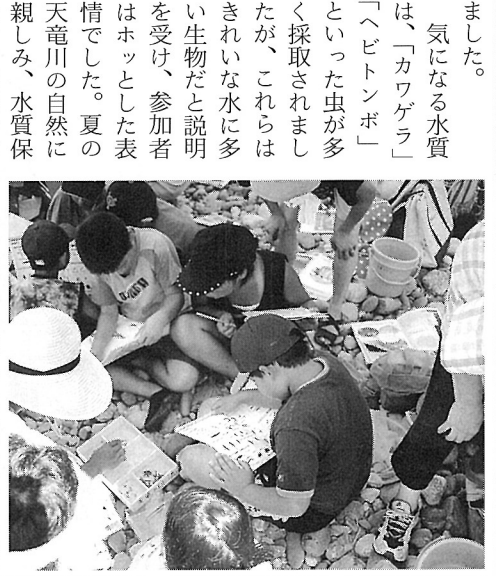 ました。
気になる水質
は、「カワゲラ」
「ヘビトンボ」
といった虫が多
く採取されまし
たが、これらは
きれいな水に多
い生物だと説明
を受け、参加者
はホッとした表
情でした。夏の
天竜川の自然に
親しみ、水質保